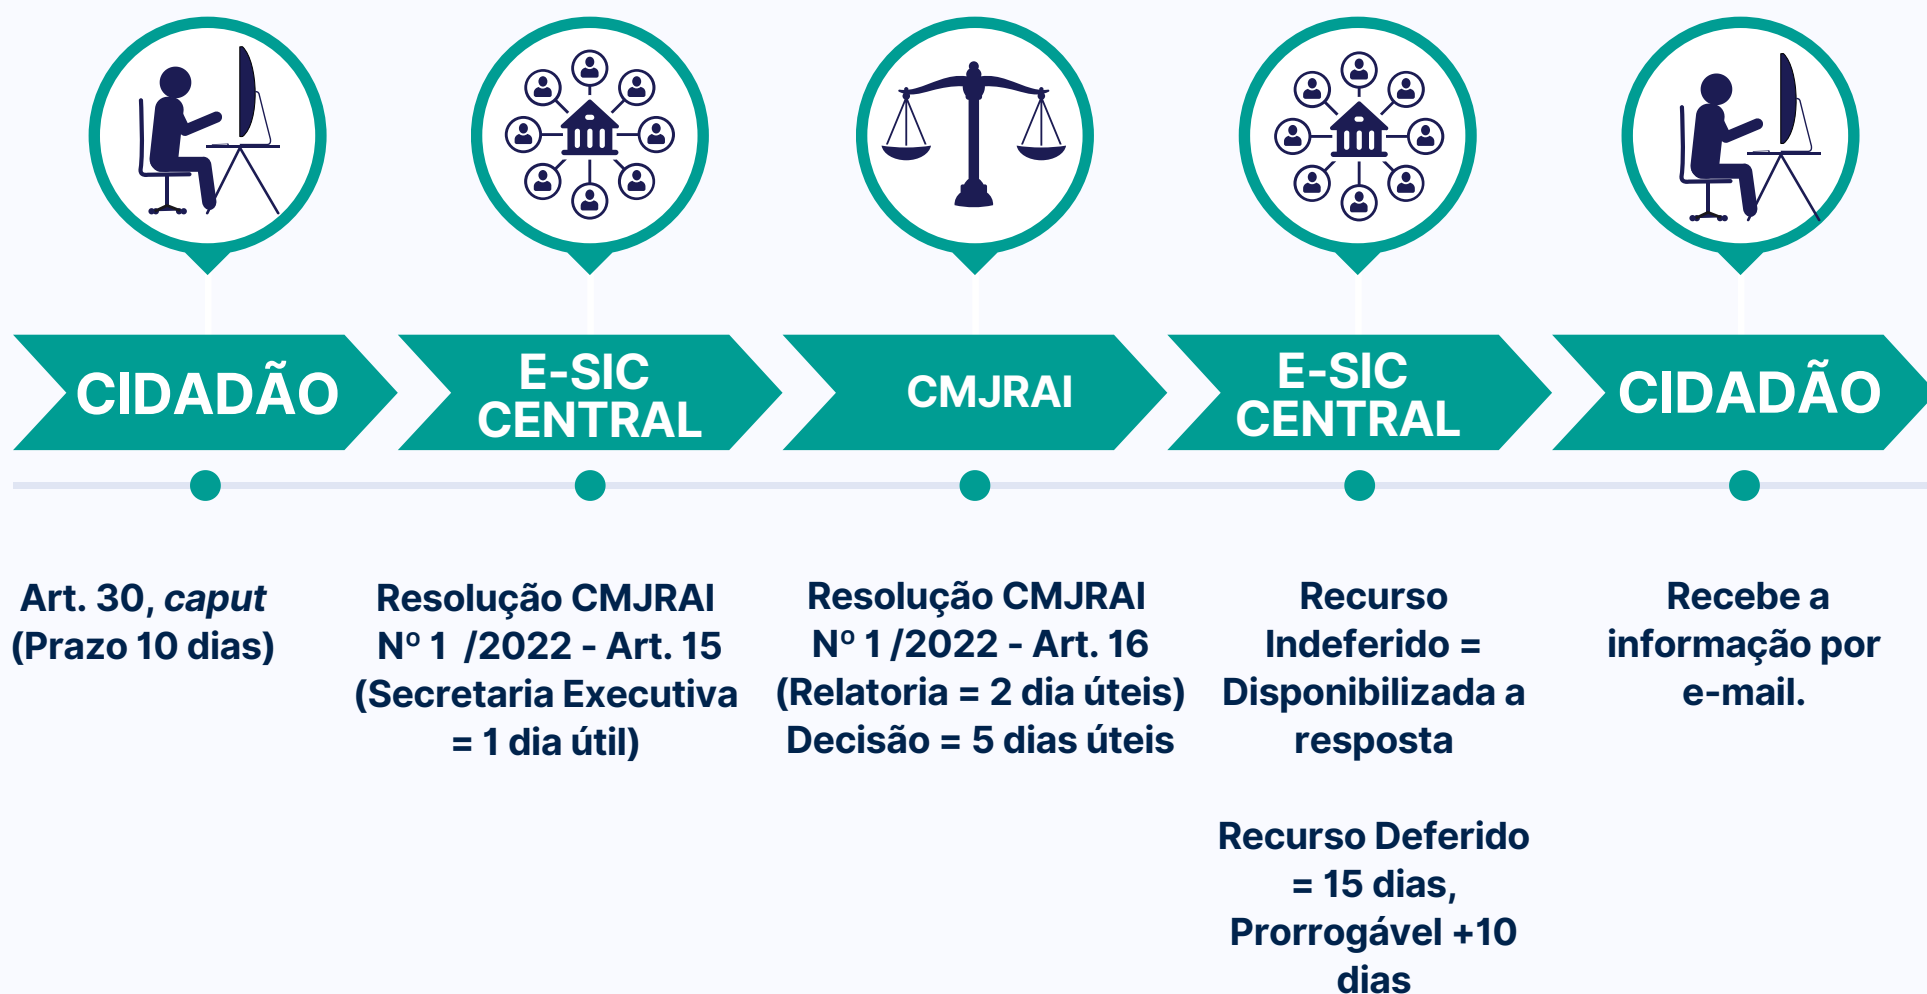 CIDADÃO
E-SIC
CENTRAL
CMJRAI
E-SIC
CENTRAL
CIDADÃO
Art. 30, caput
(Prazo 10 dias)
Resolução CMJRAI
Nº 1 /2022 - Art. 15
(Secretaria Executiva
= 1 dia útil)
Resolução CMJRAI
Nº 1 /2022 - Art. 16
(Relatoria = 2 dia úteis)
Decisão = 5 dias úteis
Recurso
Indeferido =
Disponibilizada a
resposta
Recurso Deferido
= 15 dias,
Prorrogável +10
dias
Recebe a
informação por
e-mail.